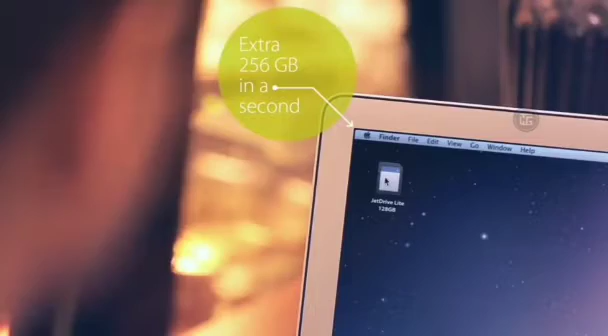 Extra
256 GB
in a
second
Finder File Edit View Go Window Help
JetDrive Lite
128GB